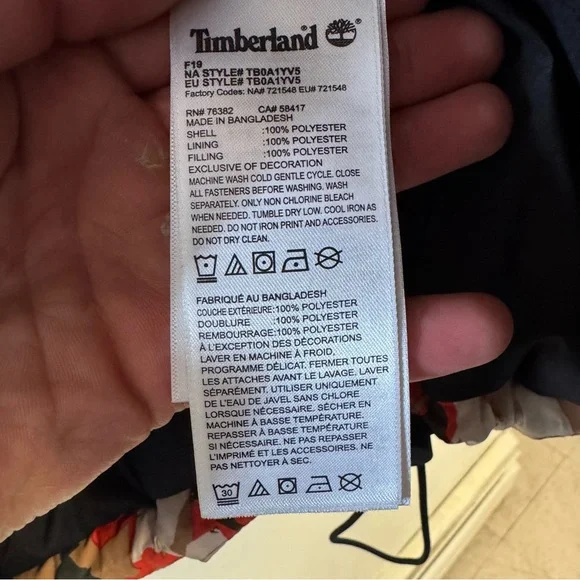 Timberland
F19
NA STYLE# TB0A1YV5
EU STYLE# TB0A1YV5
Factory Codes: NA# 721548 EU# 721548
RN# 76382 CA# 58417
MADE IN BANGLADESH
SHELL :100% POLYESTER
LINING :100% POLYESTER
FILLING :100% POLYESTER
EXCLUSIVE OF DECORATION
MACHINE WASH COLD GENTLE CYCLE. CLOSE
ALL FASTENERS BEFORE WASHING. WASH
SEPARATELY. ONLY NON CHLORINE BLEACH
WHEN NEEDED. TUMBLE DRY LOW. COOL IRON AS
NEEDED. DO NOT IRON PRINT AND ACCESSORIES.
DO NOT DRY CLEAN.
FABRIQUÉ AU BANGLADESH
COUCHE EXTÉRIEURE :100% POLYESTER
DOUBLURE :100% POLYESTER
REMBOURRAGE :100% POLYESTER
À L'EXCEPTION DES DÉCORATIONS
LAVER EN MACHINE À FROID,
PROGRAMME DÉLICAT. FERMER TOUTES
LES ATTACHES AVANT LE LAVAGE. LAVER
SÉPARÉMENT. UTILISER UNIQUEMENT
DE L'EAU DE JAVEL SANS CHLORE
LORSQUE NÉCESSAIRE. SÉCHER EN
MACHINE À BASSE TEMPÉRATURE.
REPASSER À BASSE TEMPÉRATURE
SI NÉCESSAIRE. NE PAS REPASSER
L'IMPRIMÉ ET LES ACCESSOIRES. NE
PAS NETTOYER À SEC.
30